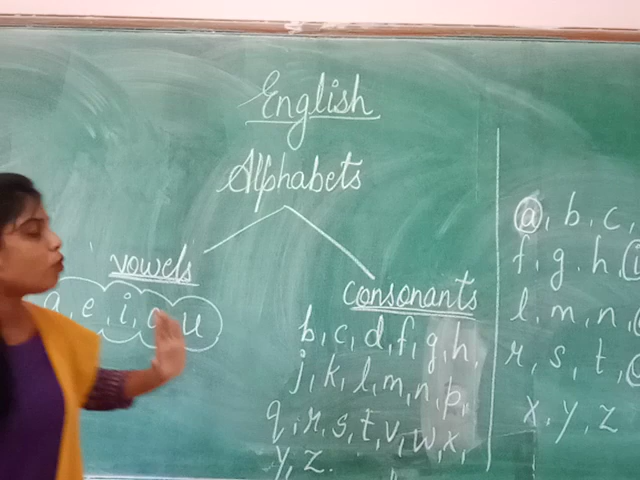 English
Alphabets
vowels
a, e, i, o, u
consonants
b, c, d, f, g, h,
j, k, l, m, n, p,
q, r, s, t, v, w, x,
y, z.
a, b, c,
f, g, h, i
l, m, n,
r, s, t,
x, y, z